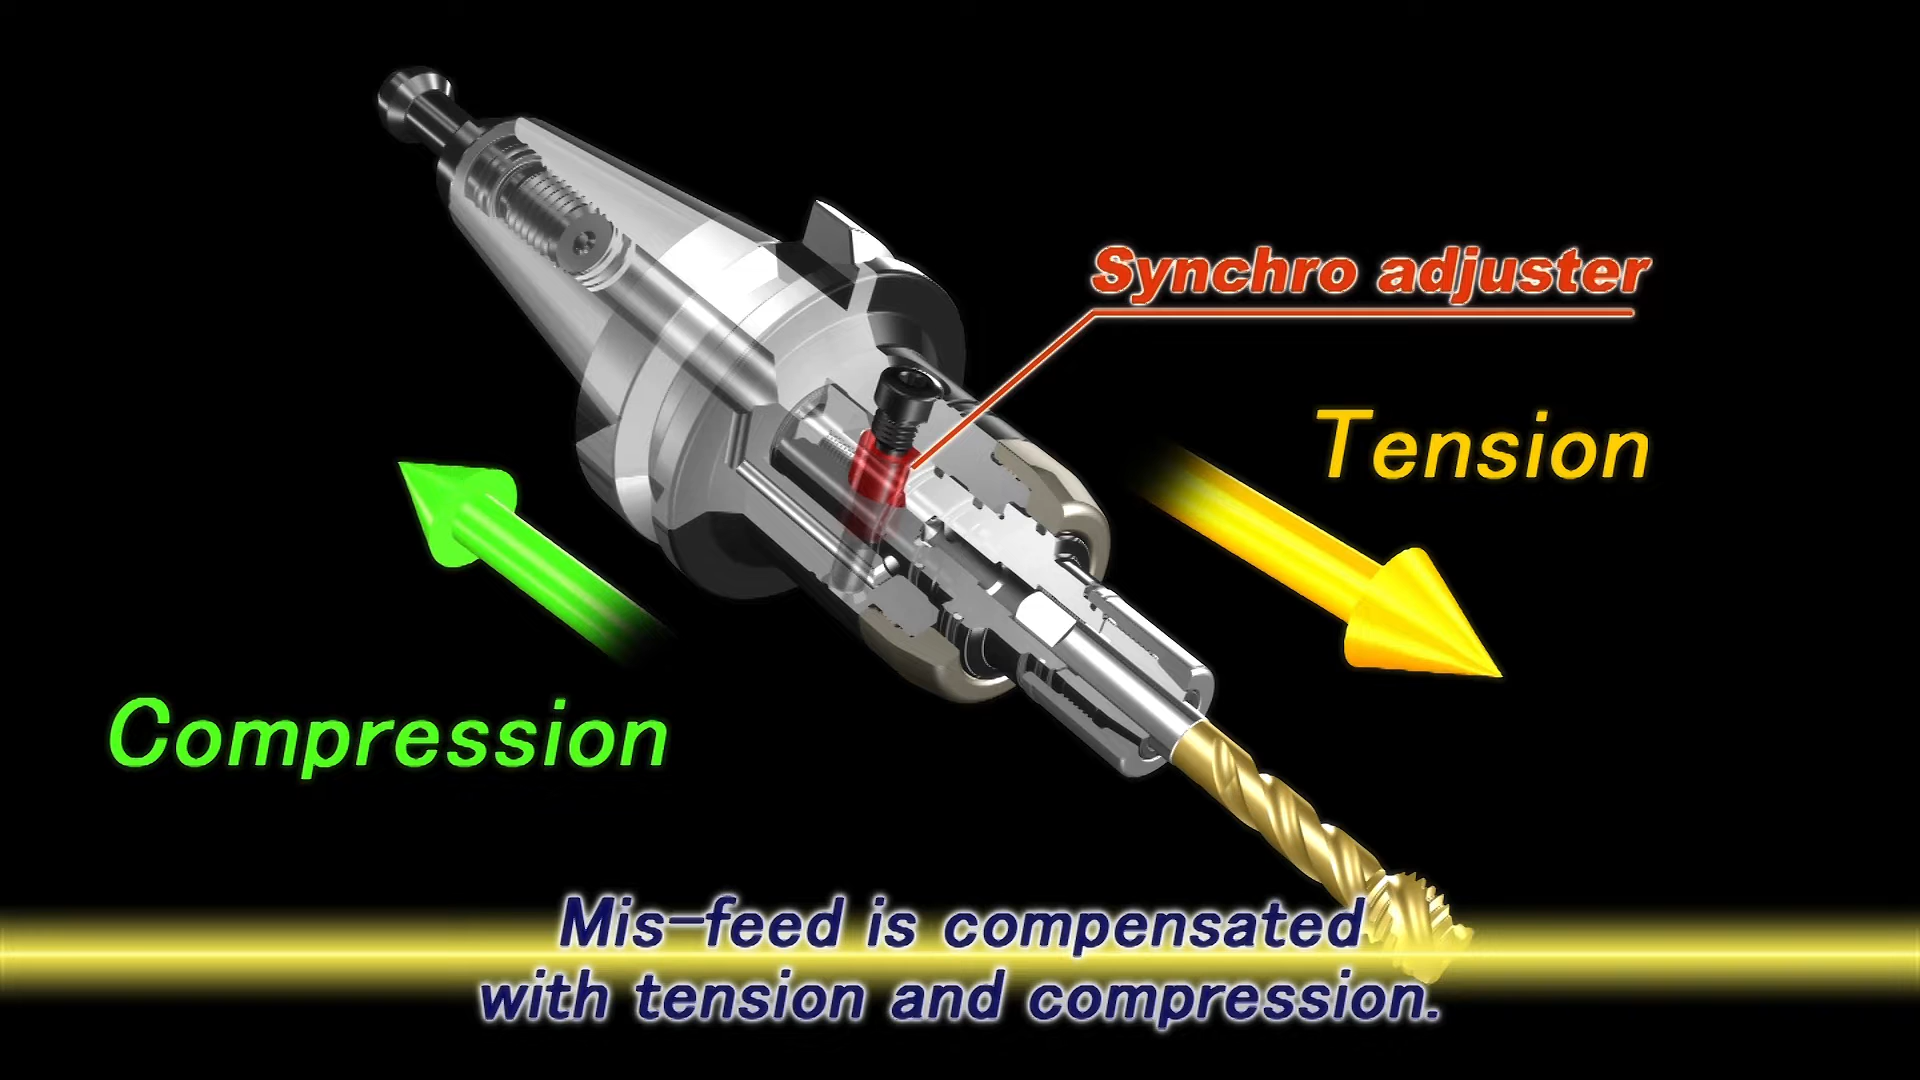 Synchro adjuster
Tension
Compression
Mis-feed is compensated
with tension and compression.